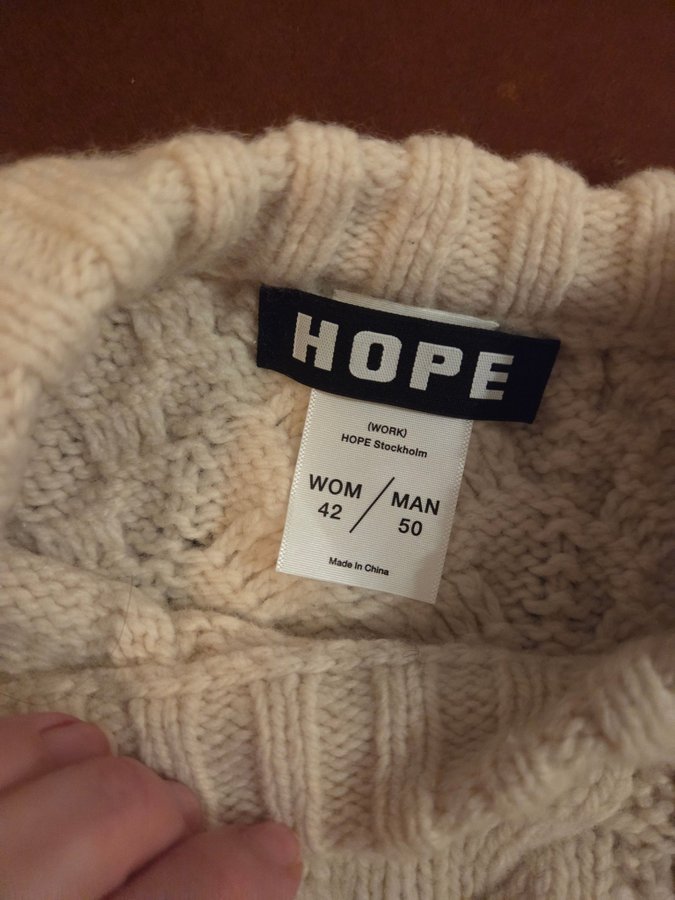 HOPE
(WORK)
HOPE Stockholm
WOM / MAN
42 50
Made in China